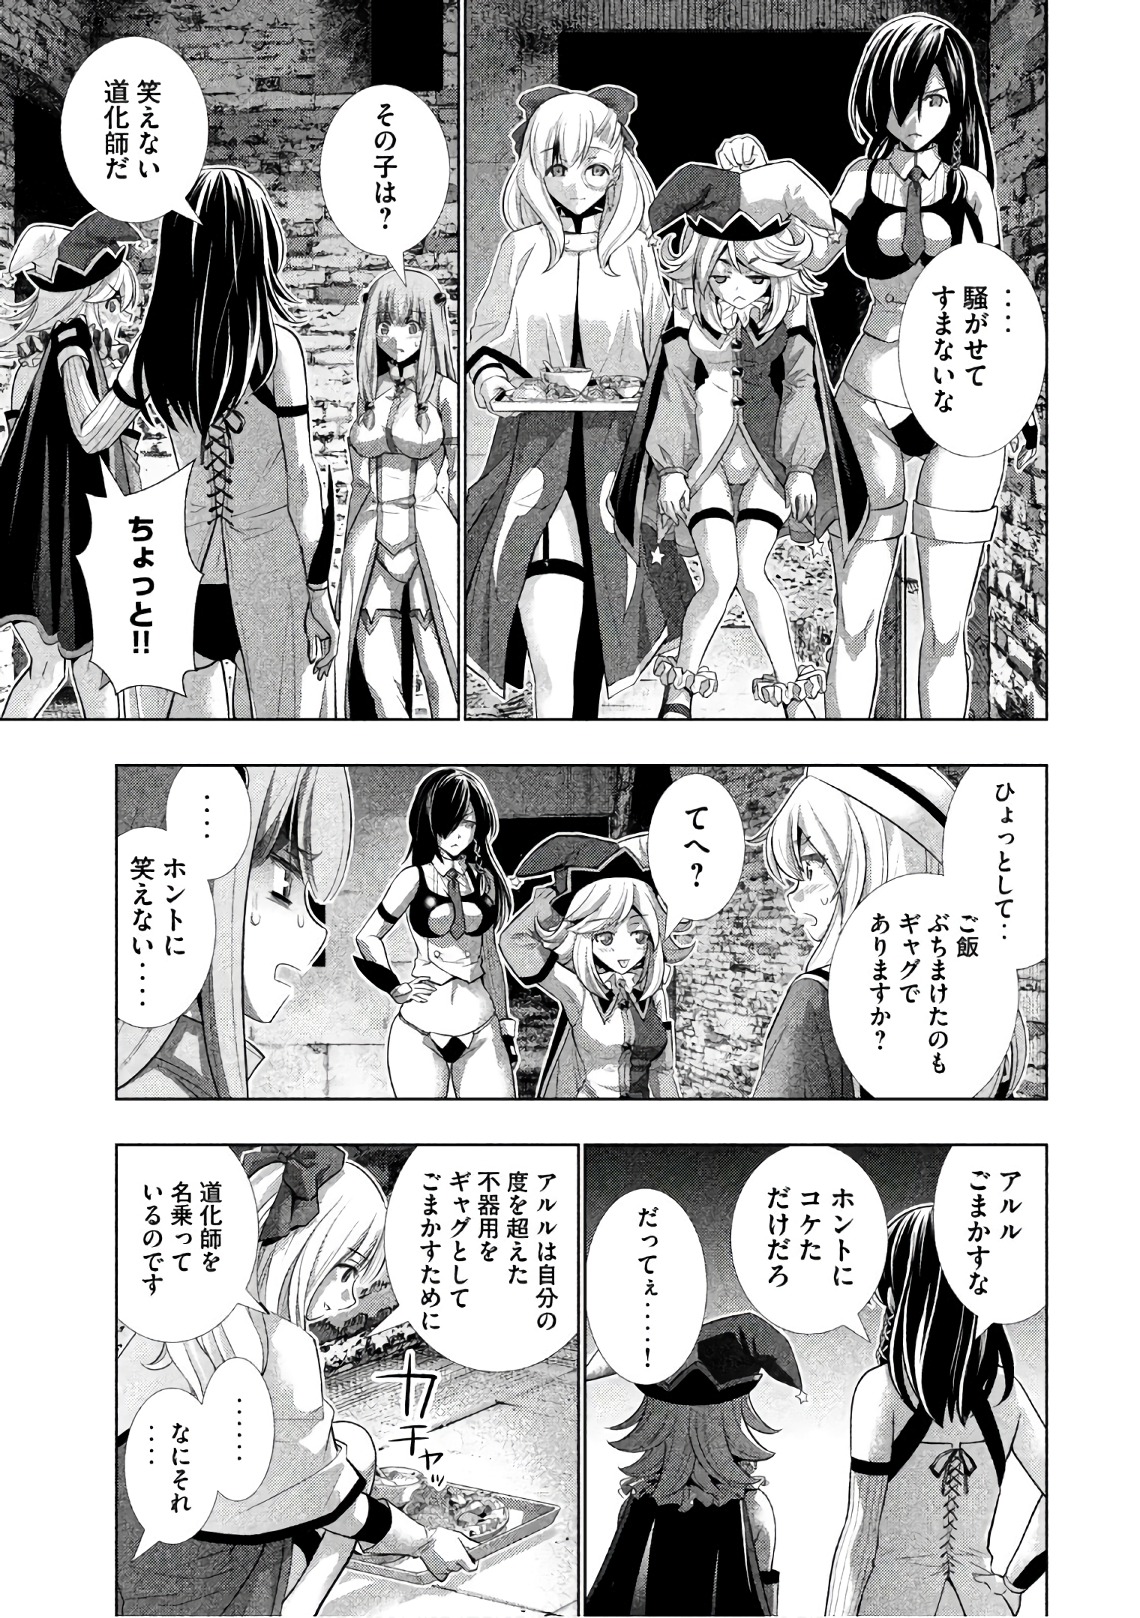 ‥‥
騒がせて
すまないな
その子は?
笑えない
道化師だ
ちょっと!!
ひょっとして‥
ご飯
ぶちまけたのも
ギャグで
ありますか?
てへ?
‥‥
ホントに
笑えない‥‥
アルル
ごまかすな
ホントに
コケた
だけだろ
だってぇ‥‥!
アルルは自分の
度を超えた
不器用を
ギャグとして
ごまかすために
道化師を
名乗って
いるのです
カチャッ
‥‥‥
なにそれ
‥‥